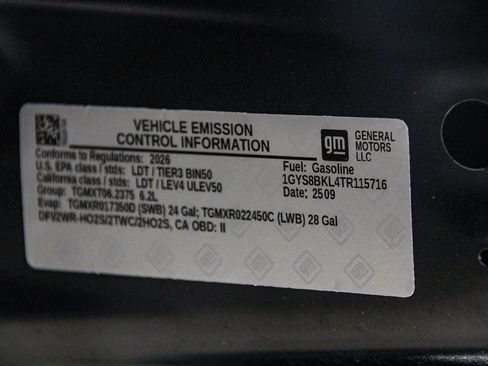 VEHICLE EMISSION
CONTROL INFORMATION
gm
GENERAL
MOTORS
LLC
Conforms to Regulations: 2026
U.S. EPA class / stds: LDT / TIER3 BIN50
California class / stds: LDT / LEV4 ULEV50
Group: TGMXT06.2375 6.2L
Evap: TGMXR017350D (SWB) 24 Gal; TGMXR022450C (LWB) 28 Gal
DFI/2WR-HO2S/2TWC/2HO2S, CA OBD: II
Fuel: Gasoline
1GYS8BKL4TR115716
Date: 2509